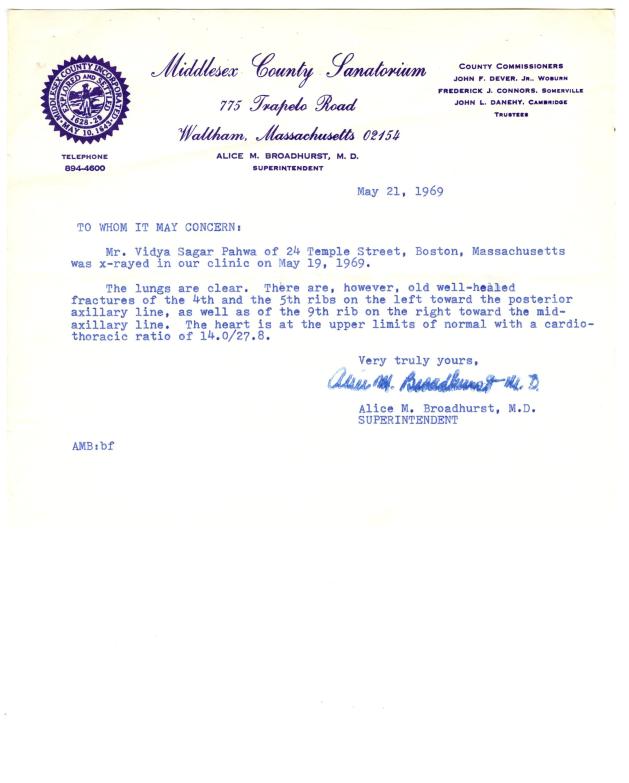 MIDDLESEX COUNTY INCORPORATED
EXPLORED AND SETTLED
1628-29
MAY 10, 1643
TELEPHONE
894-4600
Middlesex County Sanatorium
775 Trapelo Road
Waltham, Massachusetts 02154
ALICE M. BROADHURST, M. D.
SUPERINTENDENT
COUNTY COMMISSIONERS
JOHN F. DEVER, JR., WOBURN
FREDERICK J. CONNORS, SOMERVILLE
JOHN L. DANEHY, CAMBRIDGE
TRUSTEES
May 21, 1969
TO WHOM IT MAY CONCERN:
Mr. Vidya Sagar Pahwa of 24 Temple Street, Boston, Massachusetts
was x-rayed in our clinic on May 19, 1969.
The lungs are clear. There are, however, old well-healed
fractures of the 4th and the 5th ribs on the left toward the posterior
axillary line, as well as of the 9th rib on the right toward the mid-
axillary line. The heart is at the upper limits of normal with a cardio-
thoracic ratio of 14.0/27.8.
Very truly yours,
Alice M. Broadhurst M. D.
Alice M. Broadhurst, M.D.
SUPERINTENDENT
AMB:bf